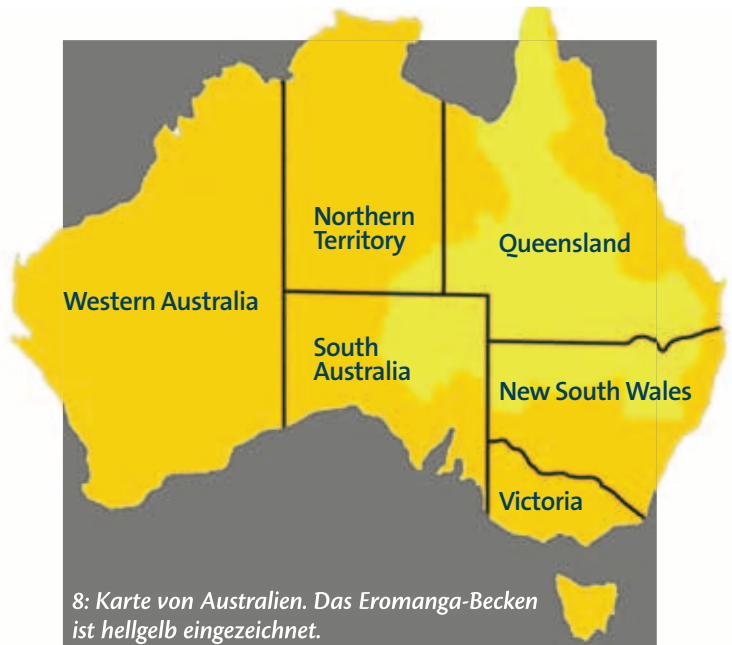 Northern
Territory
Queensland
Western Australia
South
Australia
New South Wales
Victoria
8: Karte von Australien. Das Eromanga-Becken
ist hellgelb eingezeichnet.